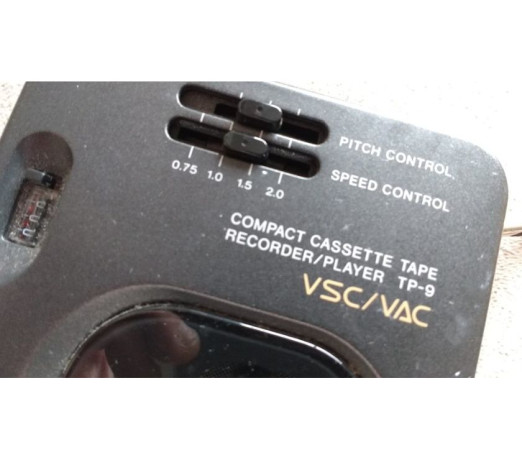 PITCH CONTROL
0.75 1.0 1.5 2.0
SPEED CONTROL
COMPACT CASSETTE TAPE
RECORDER/PLAYER TP-9
VSC/VAC